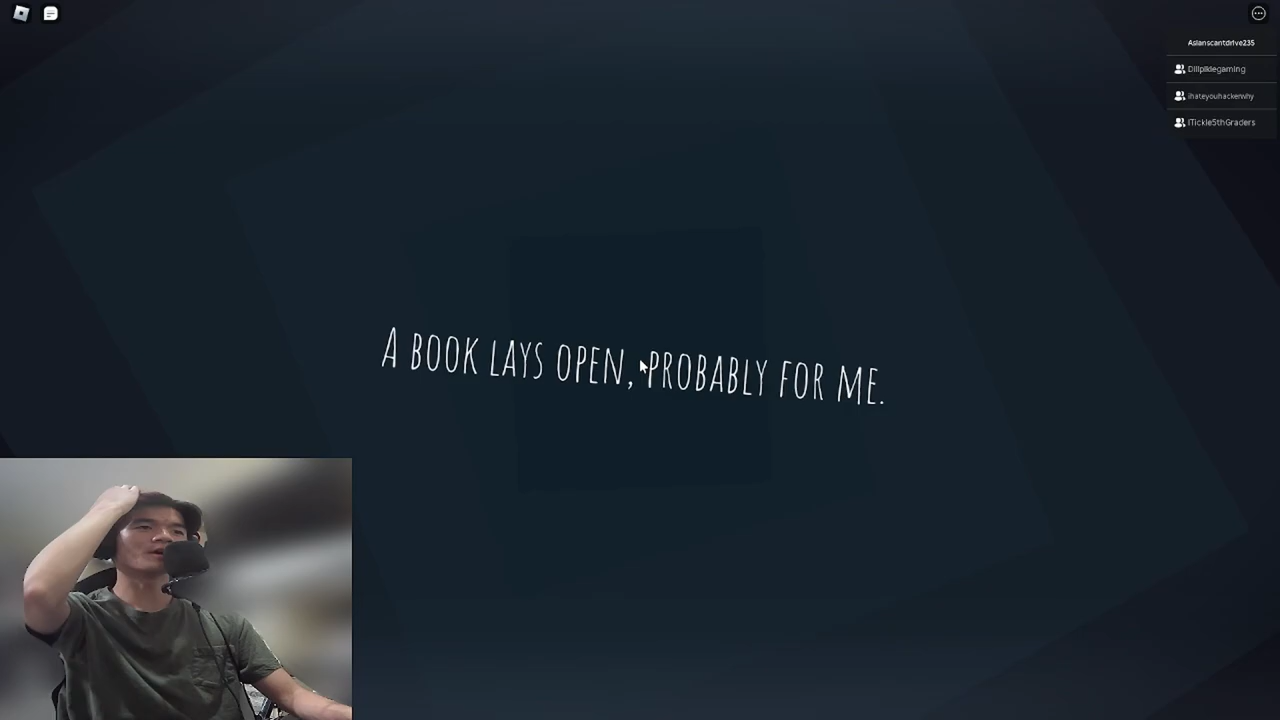 Asianscantdrive235
Dillpiklegaming
ihateyouhackerwhy
ITickle5thGraders
A BOOK LAYS OPEN, PROBABLY FOR ME.